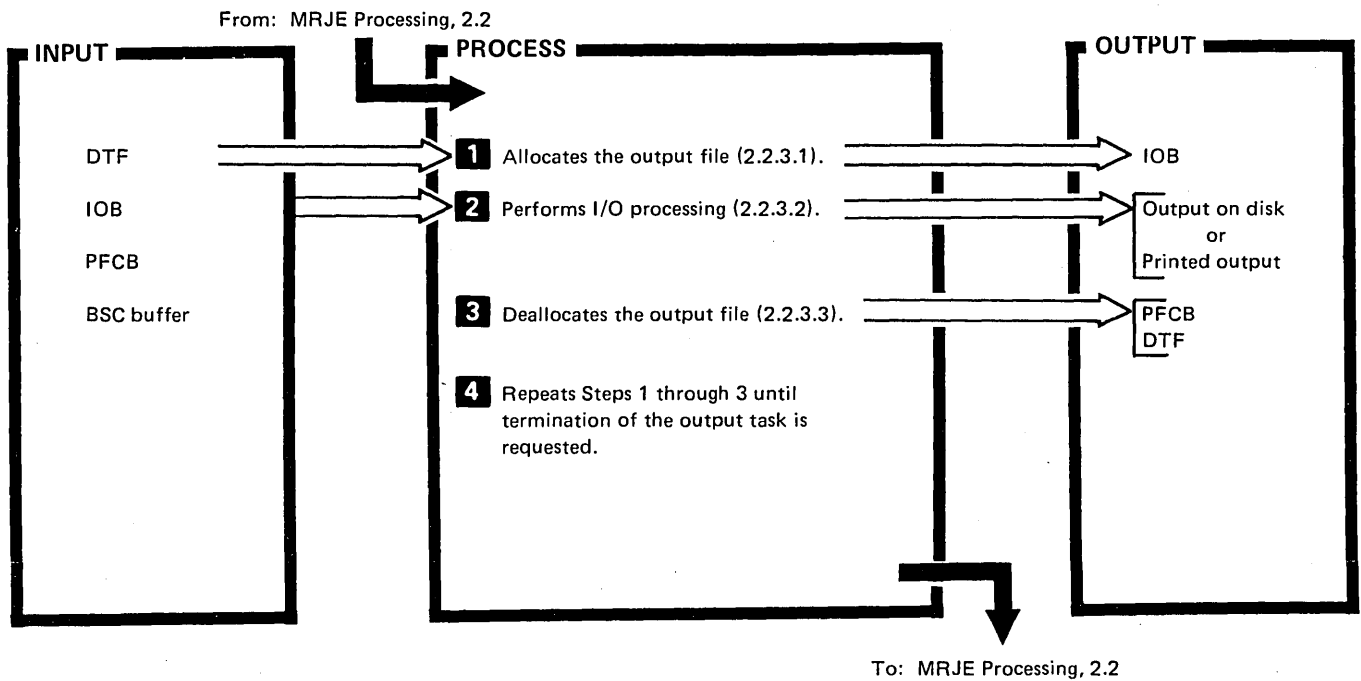 From: MRJE Processing, 2.2
INPUT
PROCESS
OUTPUT
DTF
1 Allocates the output file (2.2.3.1).
IOB
IOB
2 Performs I/O processing (2.2.3.2).
Output on disk
or
Printed output
PFCB
BSC buffer
3 Deallocates the output file (2.2.3.3).
PFCB
DTF
4 Repeats Steps 1 through 3 until
termination of the output task is
requested.
To: MRJE Processing, 2.2